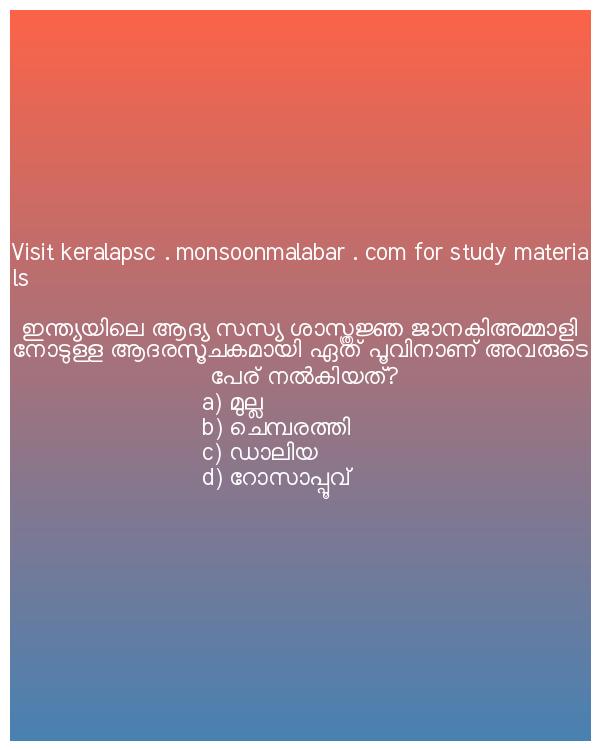 Visit keralapsc . monsoonmalabar . com for study materia
ls
ഇന്ത്യയിലെ ആദ്യ സസ്യ ശാസ്ത്രജ്ഞ ജാനകിഅമ്മാളി
നോടുള്ള ആദരസൂചകമായി ഏത് പൂവിനാണ് അവരുടെ
പേര് നൽകിയത്?
a) മുല്ല
b) ചെമ്പരത്തി
c) ഡാലിയ
d) റോസാപ്പൂവ്